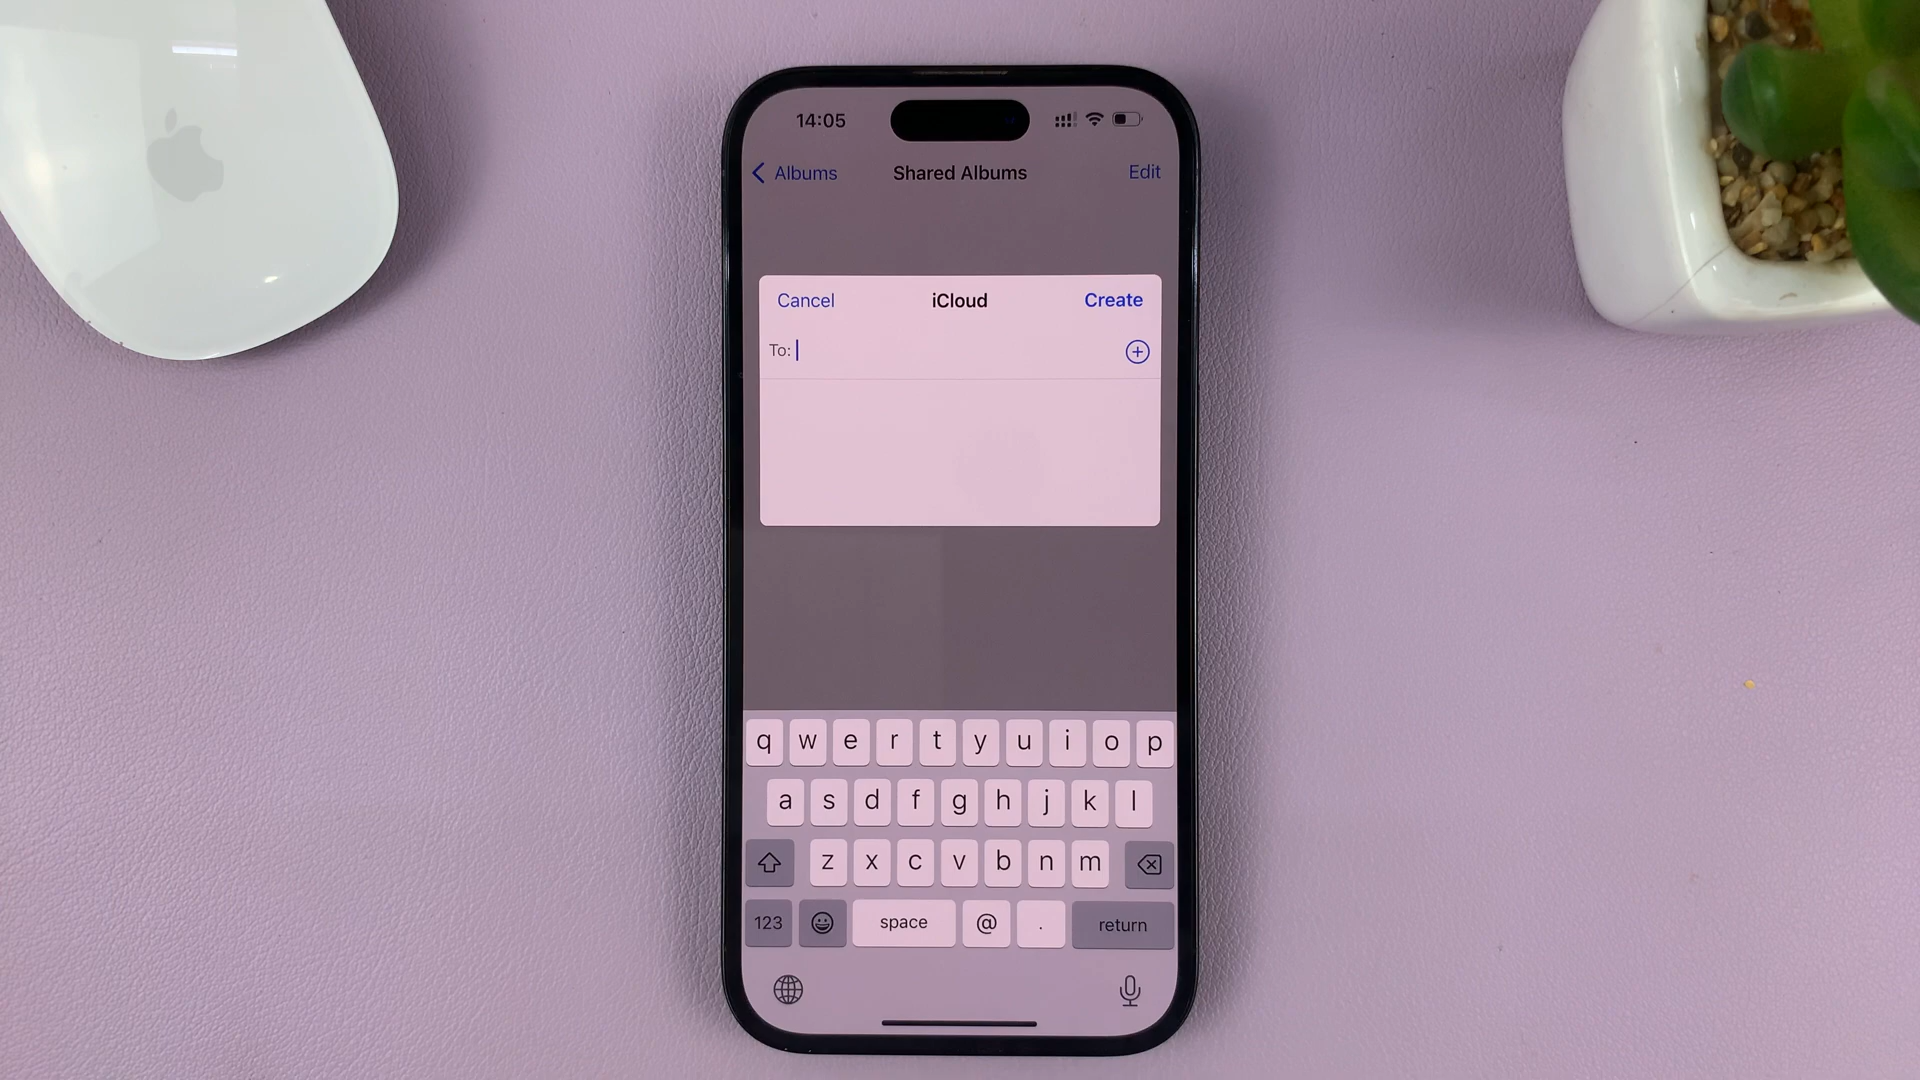 14:05
Albums Shared Albums Edit
Cancel iCloud Create
To:
q w e r t y u i o p
a s d f g h j k l
z x c v b n m
123 space @ . return